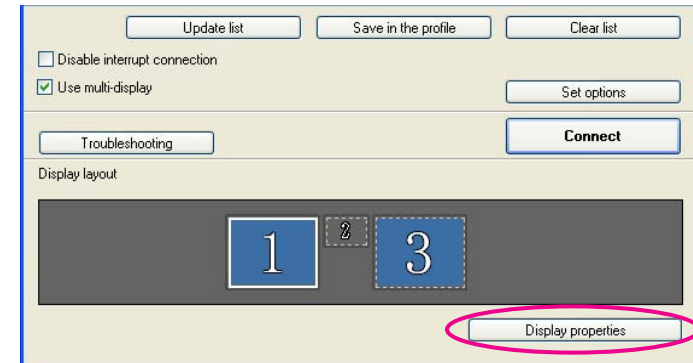 Update list Save in the profile Clear list
Disable interrupt connection
Use multi-display
Set options
Troubleshooting Connect
Display layout
1 2 3
Display properties